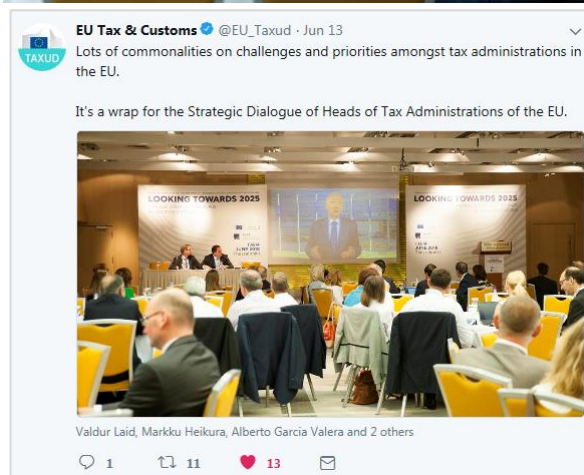 EU Tax & Customs @EU_Taxud · Jun 13
TAXUD
Lots of commonalities on challenges and priorities amongst tax administrations in
the EU.
It's a wrap for the Strategic Dialogue of Heads of Tax Administrations of the EU.
LOOKING TOWARDS 2025
LOOKING TOWARDS 2025
Valdur Laid, Markku Heikura, Alberto Garcia Valera and 2 others
1 11 13